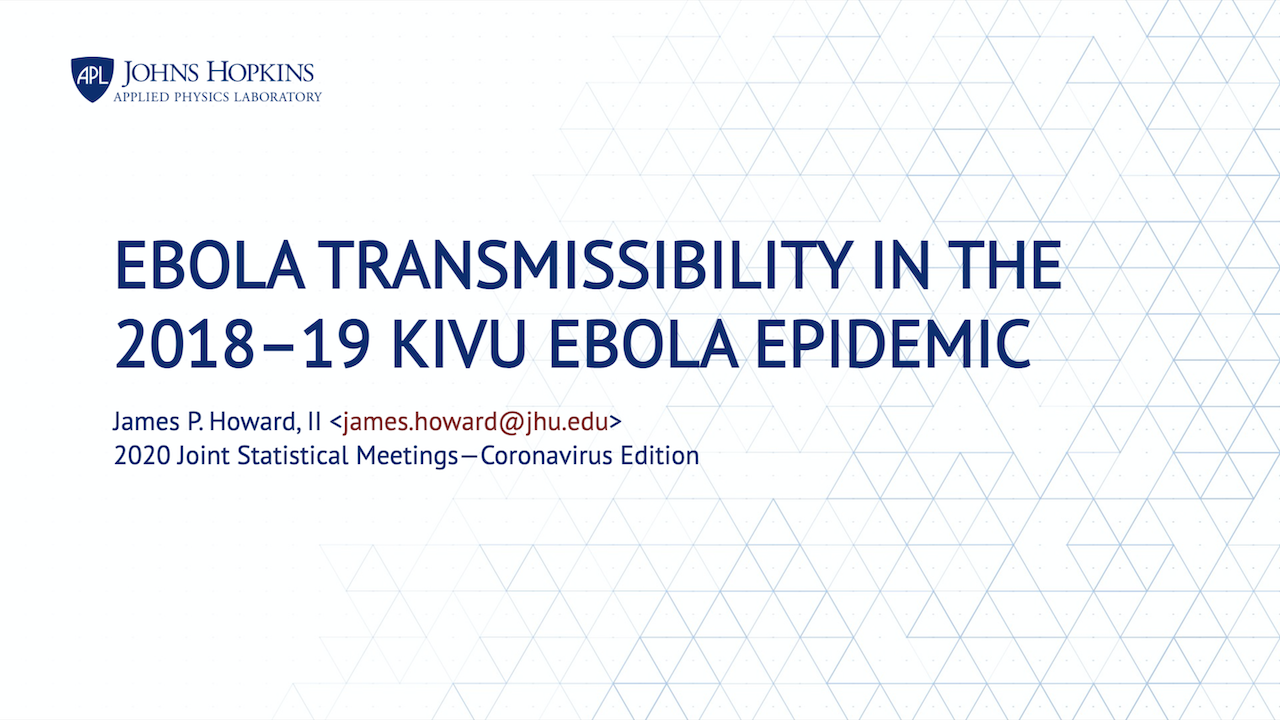 APL JOHNS HOPKINS
APPLIED PHYSICS LABORATORY
EBOLA TRANSMISSIBILITY IN THE
2018–19 KIVU EBOLA EPIDEMIC
James P. Howard, II <james.howard@jhu.edu>
2020 Joint Statistical Meetings—Coronavirus Edition